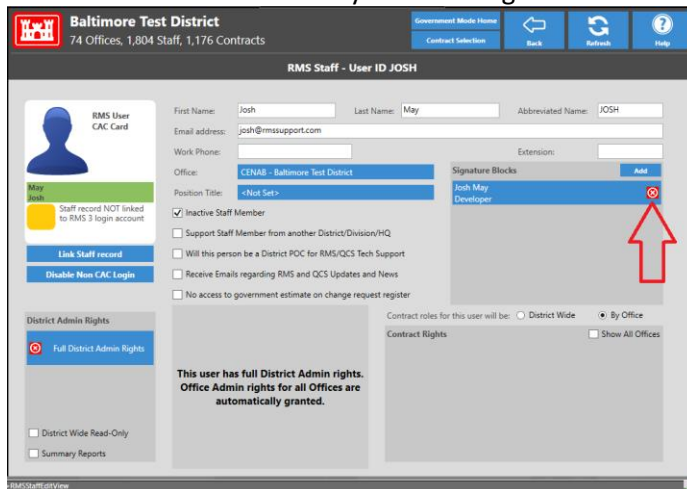 Baltimore Test District
74 Offices, 1,804 Staff, 1,176 Contracts
Government Mode Home
Contract Selection
Back
Refresh
Help
RMS Staff - User ID JOSH
RMS User
CAC Card
May
Josh
Staff record NOT linked
to RMS 3 login account
Link Staff record
Disable Non CAC Login
First Name: Josh Last Name: May Abbreviated Name: JOSH
Email address: josh@rmssupport.com
Work Phone: Extension:
Office: CENAB - Baltimore Test District
Position Title: <Not Set>
Signature Blocks Add
Josh May
Developer
Inactive Staff Member
Support Staff Member from another District/Division/HQ
Will this person be a District POC for RMS/QCS Tech Support
Receive Emails regarding RMS and QCS Updates and News
No access to government estimate on change request register
District Admin Rights
Full District Admin Rights
District Wide Read-Only
Summary Reports
This user has full District Admin rights.
Office Admin rights for all Offices are
automatically granted.
Contract roles for this user will be: District Wide By Office
Contract Rights Show All Offices
RMSStaffEditView